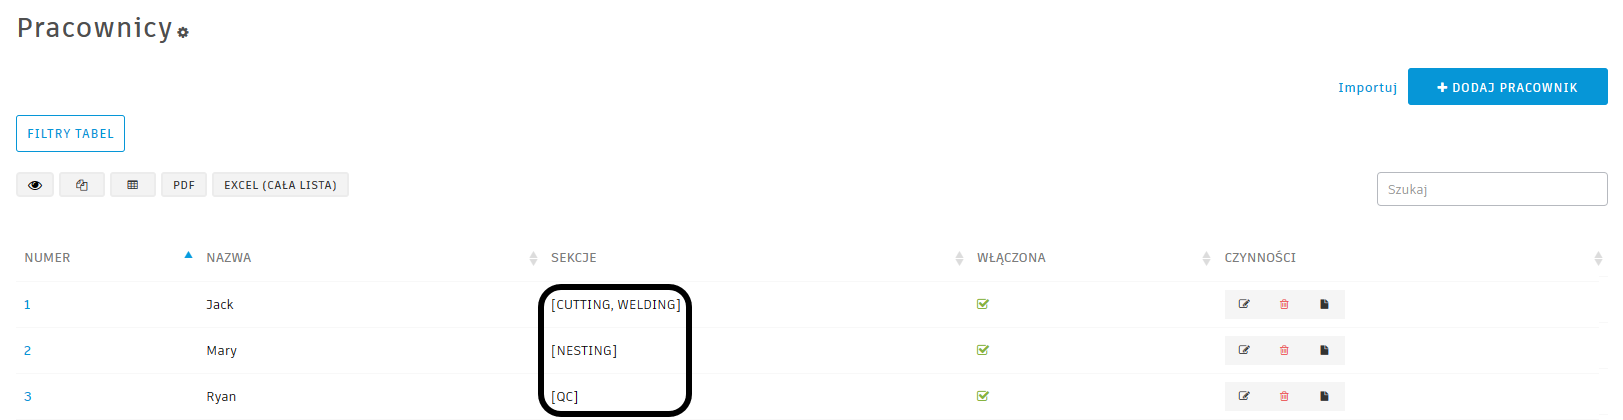 Pracownicy
Importuj
DODAJ PRACOWNIK
FILTRY TABEL
PDF
EXCEL (CAŁA LISTA)
Szukaj
NUMER NAZWA SEKCJE WŁĄCZONA CZYNNOŚCI
1 Jack [CUTTING, WELDING]
2 Mary [NESTING]
3 Ryan [QC]